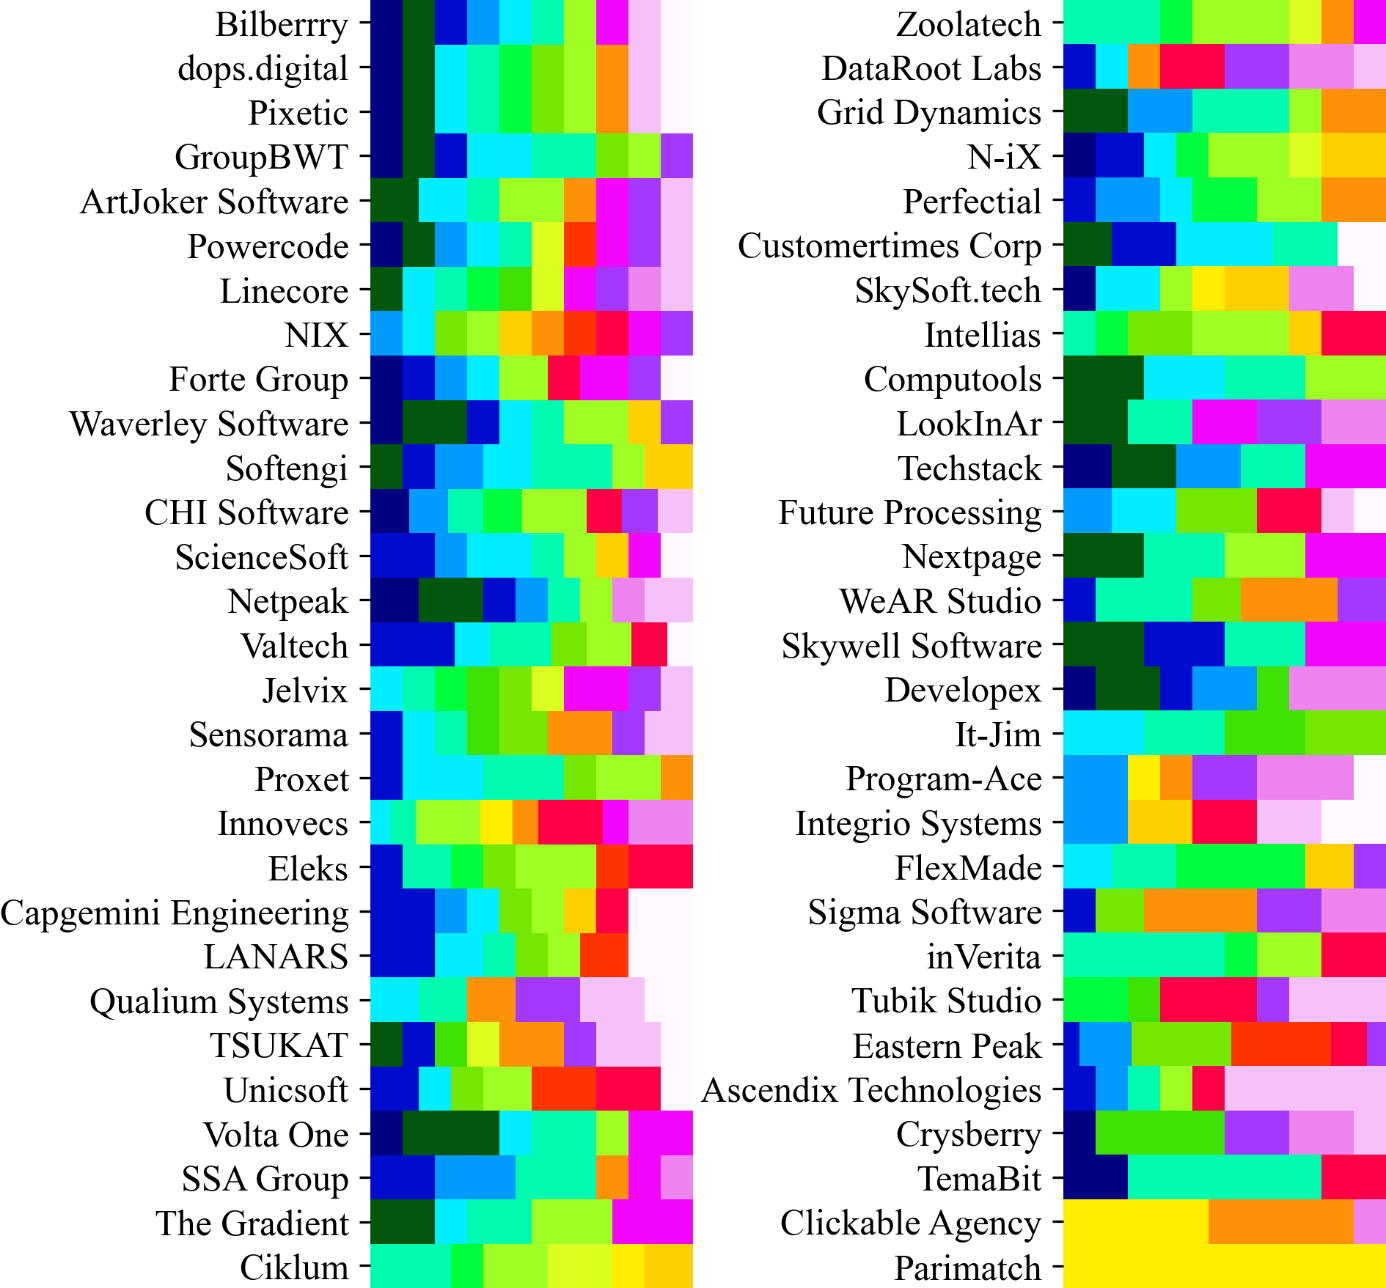 Bilberrry
dops.digital
Pixetic
GroupBWT
ArtJoker Software
Powercode
Linecore
NIX
Forte Group
Waverley Software
Softengi
CHI Software
ScienceSoft
Netpeak
Valtech
Jelvix
Sensorama
Proxet
Innovecs
Eleks
Capgemini Engineering
LANARS
Qualium Systems
TSUKAT
Unicsoft
Volta One
SSA Group
The Gradient
Ciklum
Zoolatech
DataRoot Labs
Grid Dynamics
N-iX
Perfectial
Customertimes Corp
SkySoft.tech
Intellias
Computools
LookInAr
Techstack
Future Processing
Nextpage
WeAR Studio
Skywell Software
Developex
It-Jim
Program-Ace
Integrio Systems
FlexMade
Sigma Software
inVerita
Tubik Studio
Eastern Peak
Ascendix Technologies
Crysberry
TemaBit
Clickable Agency
Parimatch